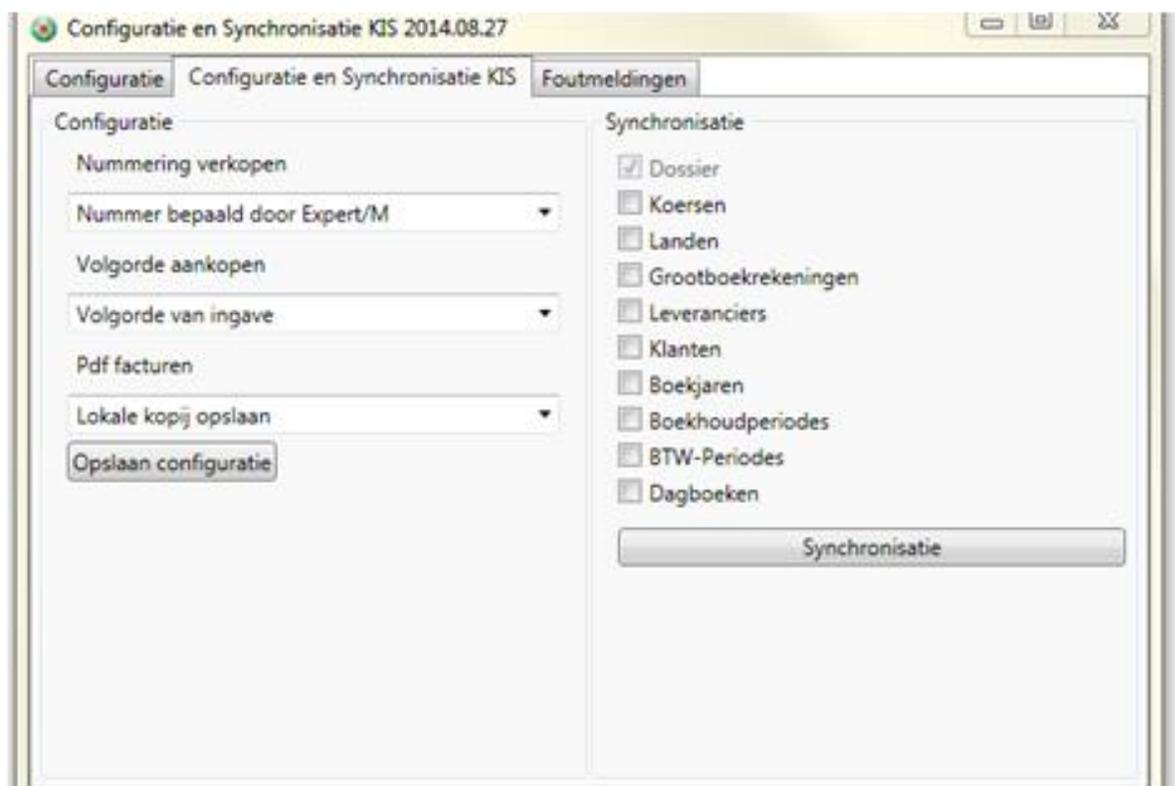 Configuratie en Synchronisatie KIS 2014.08.27
Configuratie
Configuratie en Synchronisatie KIS
Foutmeldingen
Configuratie
Nummering verkopen
Nummer bepaald door Expert/M
Volgorde aankopen
Volgorde van ingave
Pdf facturen
Lokale kopij opslaan
Opslaan configuratie
Synchronisatie
Dossier
Koersen
Landen
Grootboekrekeningen
Leveranciers
Klanten
Boekjaren
Boekhoudperiodes
BTW-Periodes
Dagboeken
Synchronisatie